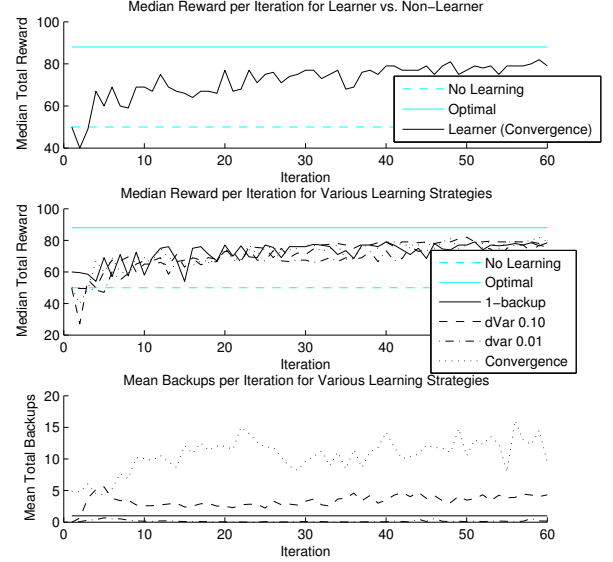 Median Reward per Iteration for Learner vs. Non−Learner
100
80
60
40
Median Total Reward
0
10
20
30
40
50
60
Iteration
No Learning
Optimal
Learner (Convergence)
Median Reward per Iteration for Various Learning Strategies
100
80
60
40
20
Median Total Reward
0
10
20
30
40
50
60
Iteration
No Learning
Optimal
1−backup
dVar 0.10
dvar 0.01
Convergence
Mean Backups per Iteration for Various Learning Strategies
20
15
10
5
0
Mean Total Backups
0
10
20
30
40
50
60
Iteration